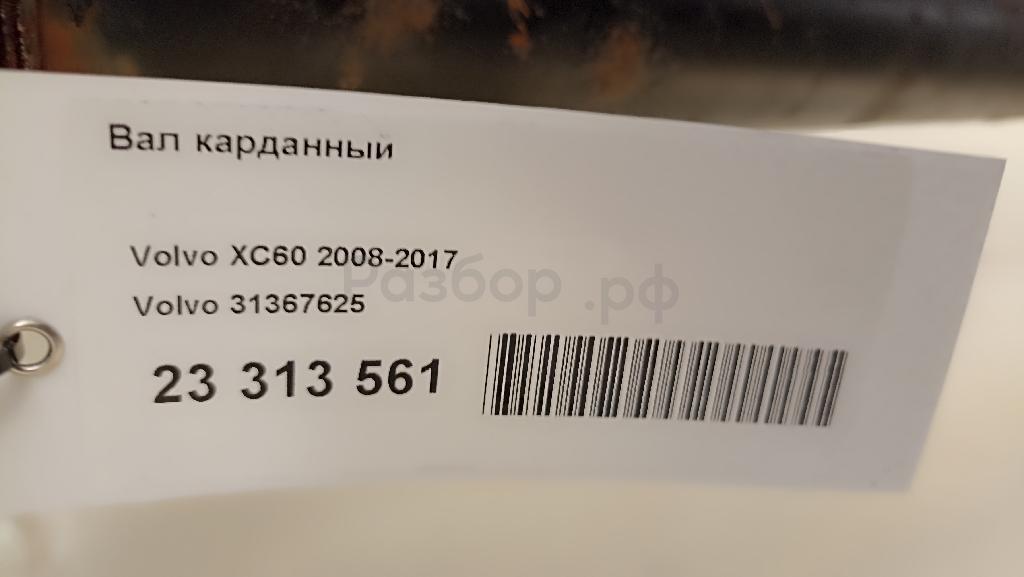 Вал карданный
Volvo XC60 2008-2017
Разбор.рф
Volvo 31367625
23 313 561